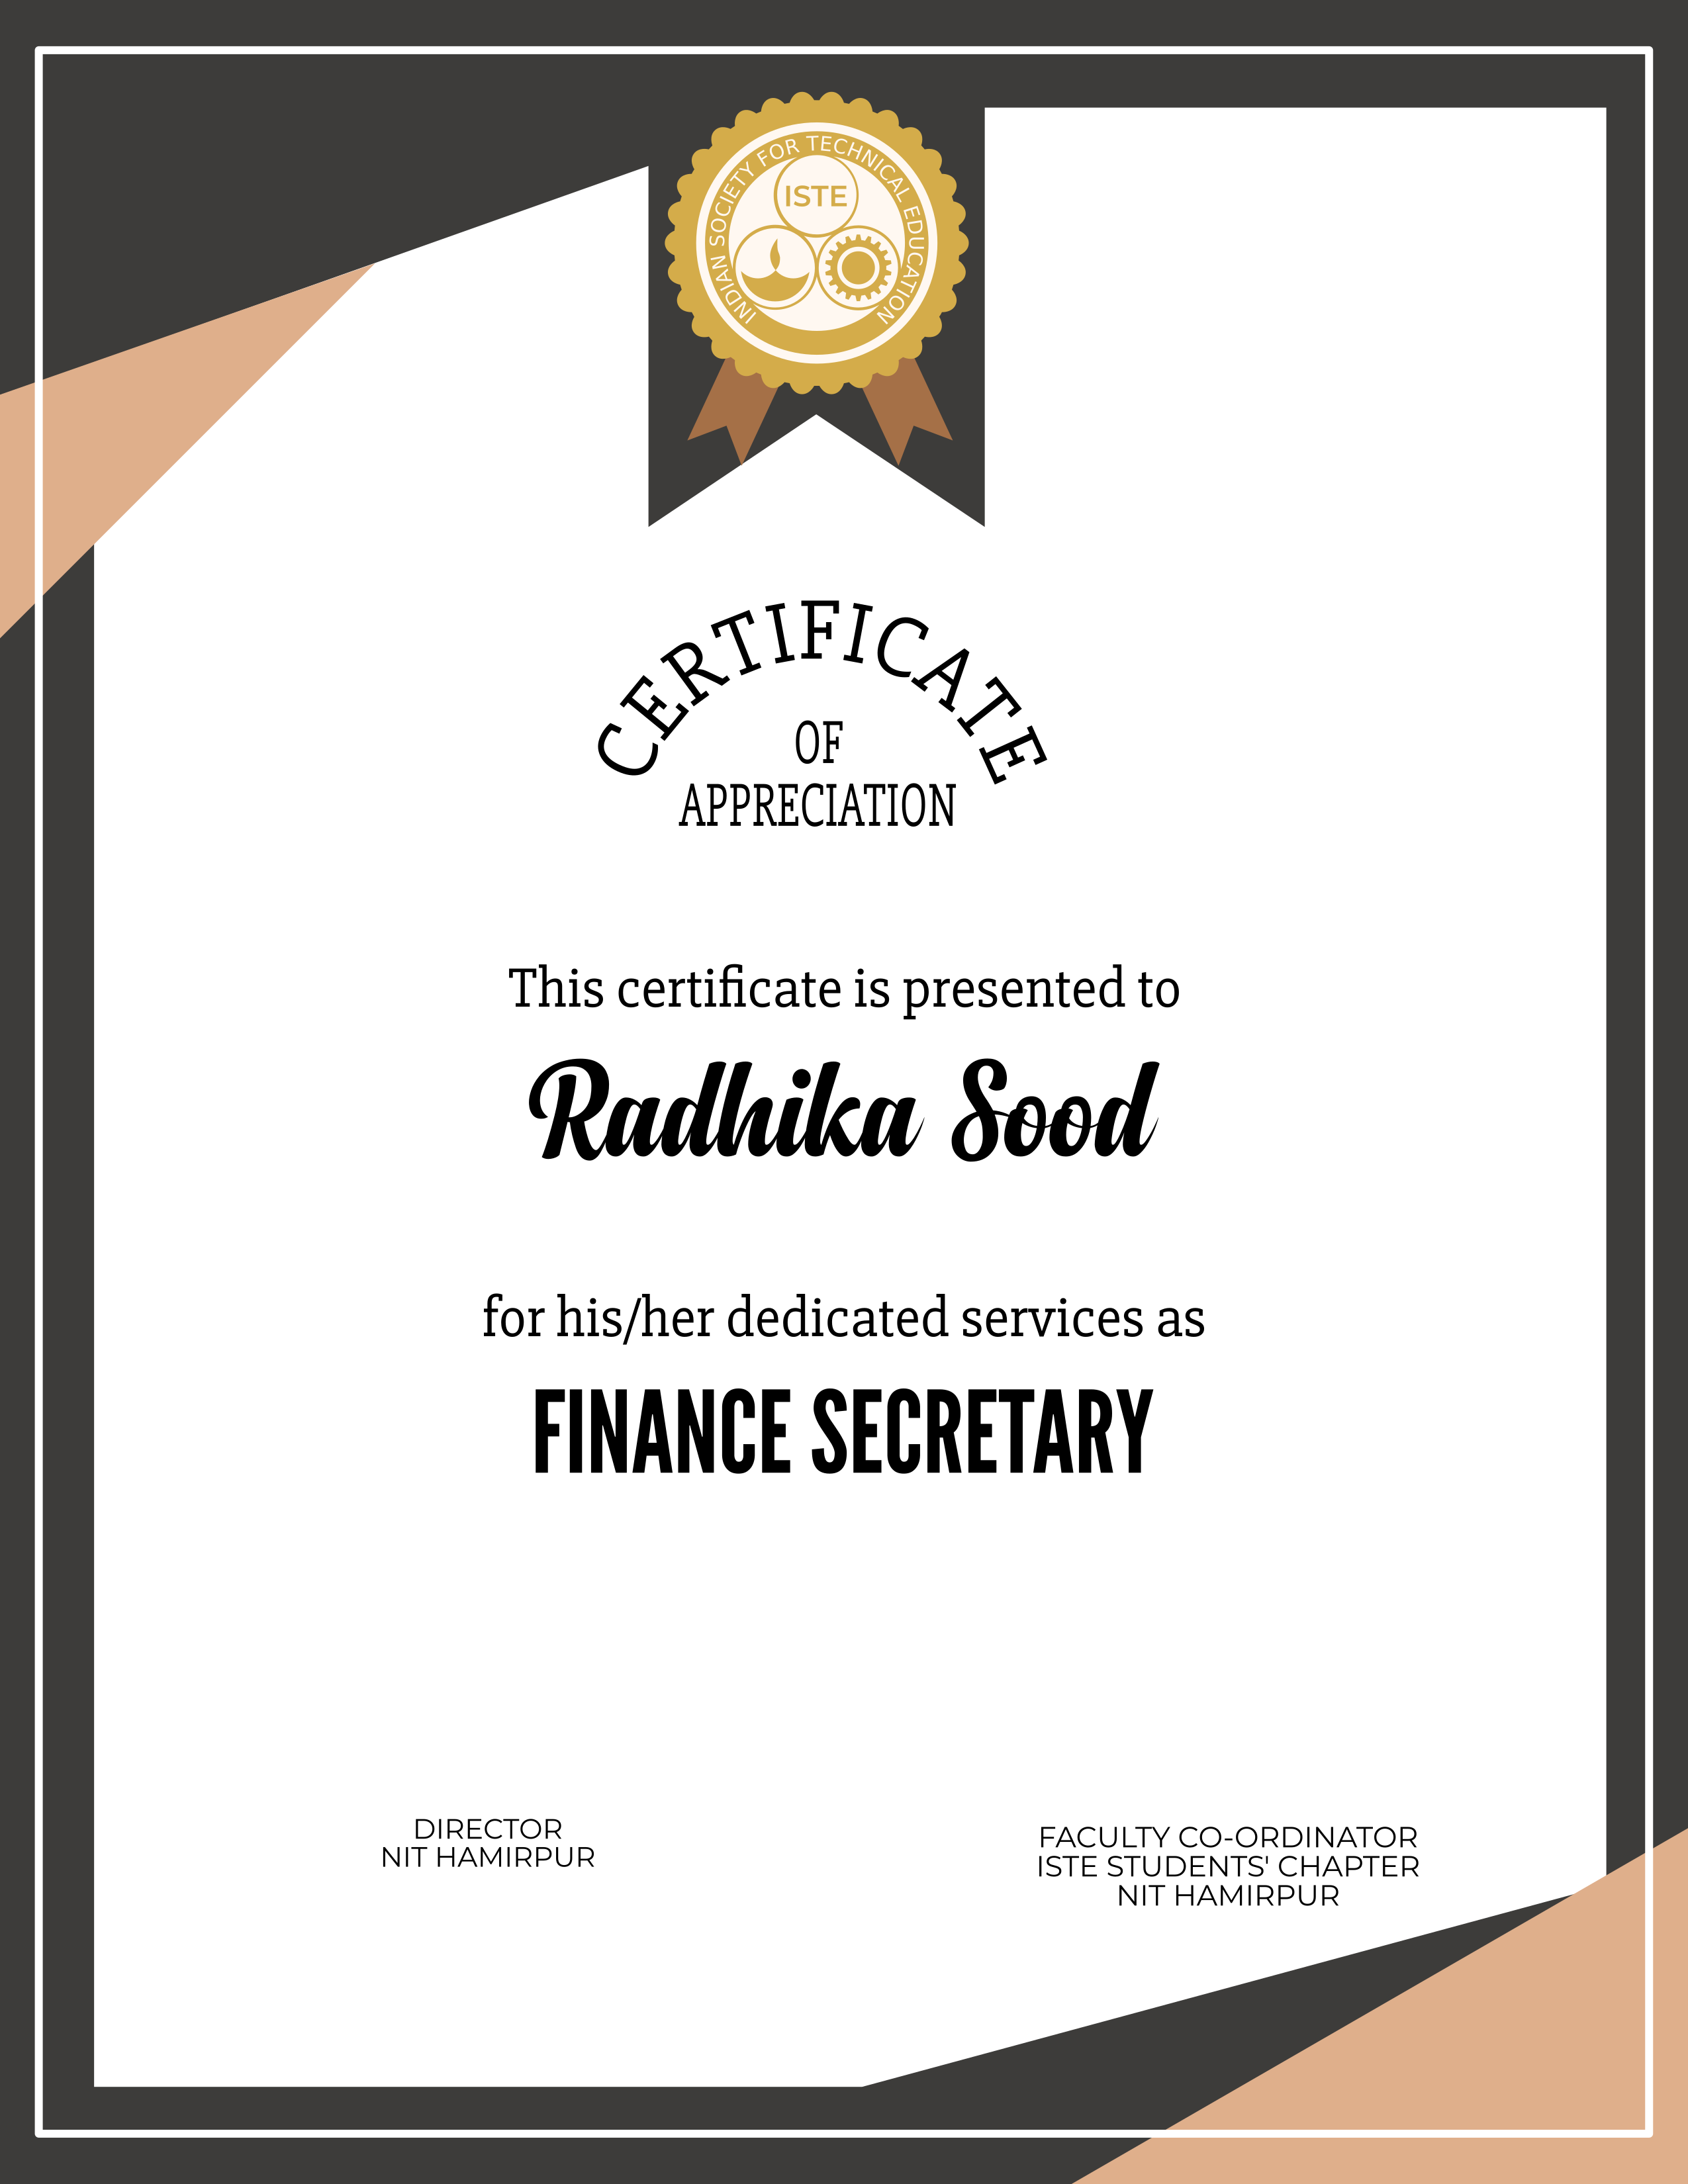 INDIAN SOCIETY FOR TECHNICAL EDUCATION
ISTE
CERTIFICATE
OF
APPRECIATION
This certificate is presented to
Radhika Sood
for his/her dedicated services as
FINANCE SECRETARY
DIRECTOR
NIT HAMIRPUR
FACULTY CO-ORDINATOR
ISTE STUDENTS' CHAPTER
NIT HAMIRPUR